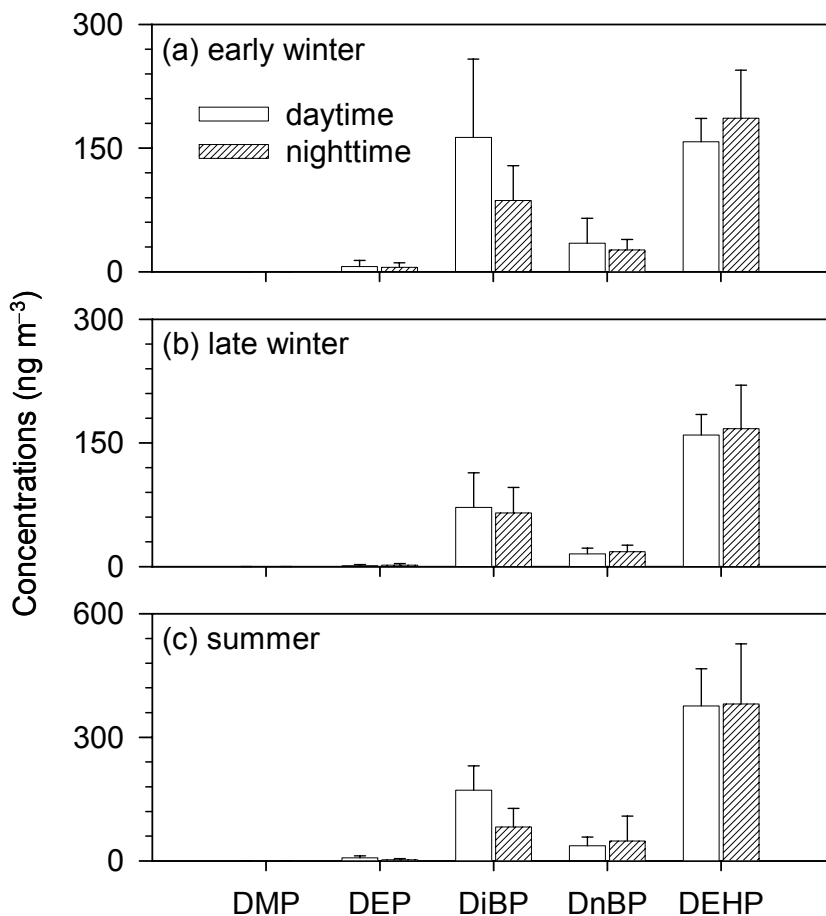 300
(a) early winter
daytime
nighttime
150
0
300
(b) late winter
150
0
600
(c) summer
300
0
Concentrations (ng m⁻³)
DMP DEP DiBP DnBP DEHP